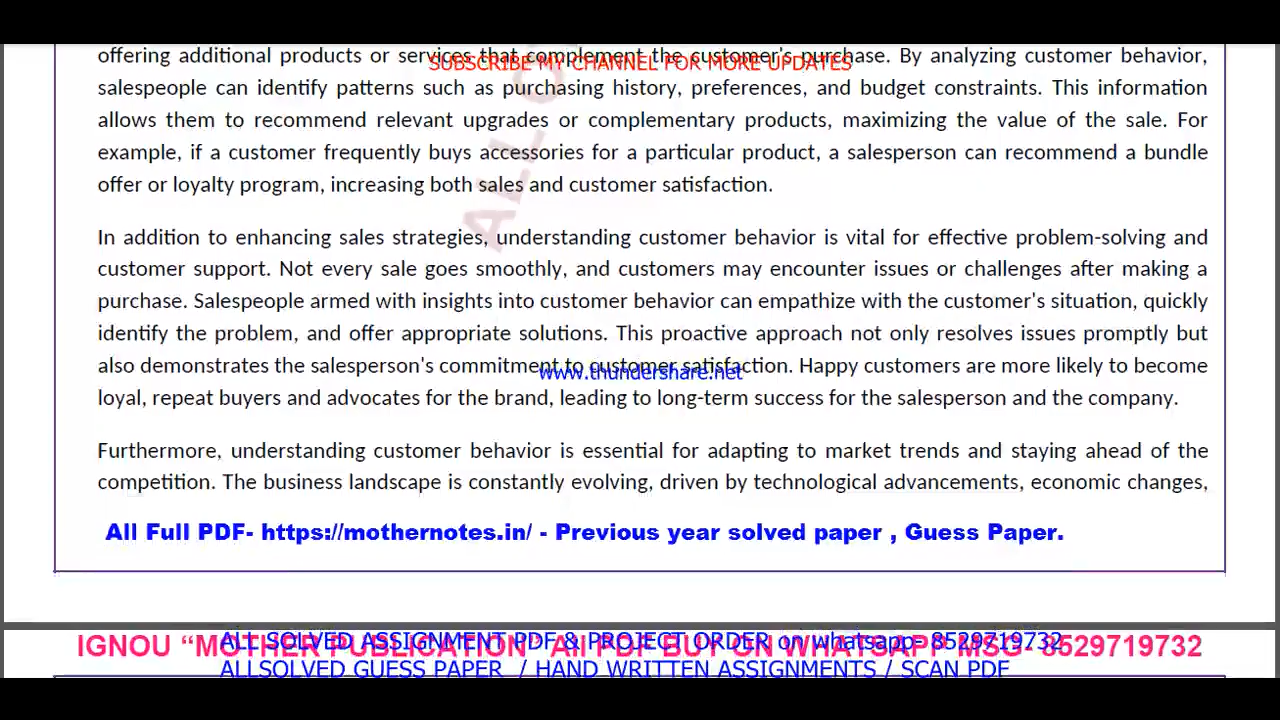 offering additional products or services that complement the customer's purchase. By analyzing customer behavior,
SUBSCRIBE MY CHANNEL FOR MORE UPDATES
salespeople can identify patterns such as purchasing history, preferences, and budget constraints. This information
allows them to recommend relevant upgrades or complementary products, maximizing the value of the sale. For
example, if a customer frequently buys accessories for a particular product, a salesperson can recommend a bundle
offer or loyalty program, increasing both sales and customer satisfaction.
ALL O
In addition to enhancing sales strategies, understanding customer behavior is vital for effective problem-solving and
customer support. Not every sale goes smoothly, and customers may encounter issues or challenges after making a
purchase. Salespeople armed with insights into customer behavior can empathize with the customer's situation, quickly
identify the problem, and offer appropriate solutions. This proactive approach not only resolves issues promptly but
also demonstrates the salesperson's commitment to customer satisfaction. Happy customers are more likely to become
www.thundershare.net
loyal, repeat buyers and advocates for the brand, leading to long-term success for the salesperson and the company.
Furthermore, understanding customer behavior is essential for adapting to market trends and staying ahead of the
competition. The business landscape is constantly evolving, driven by technological advancements, economic changes,
All Full PDF- https://mothernotes.in/ - Previous year solved paper , Guess Paper.
IGNOU “MOTHER PUBLICATION” All PDF BUY ON WHATSAPP MSG- 8529719732
ALL SOLVED ASSIGNMENT PDF & PROJECT ORDER on whatsapp- 8529719732
ALLSOLVED GUESS PAPER / HAND WRITTEN ASSIGNMENTS / SCAN PDF